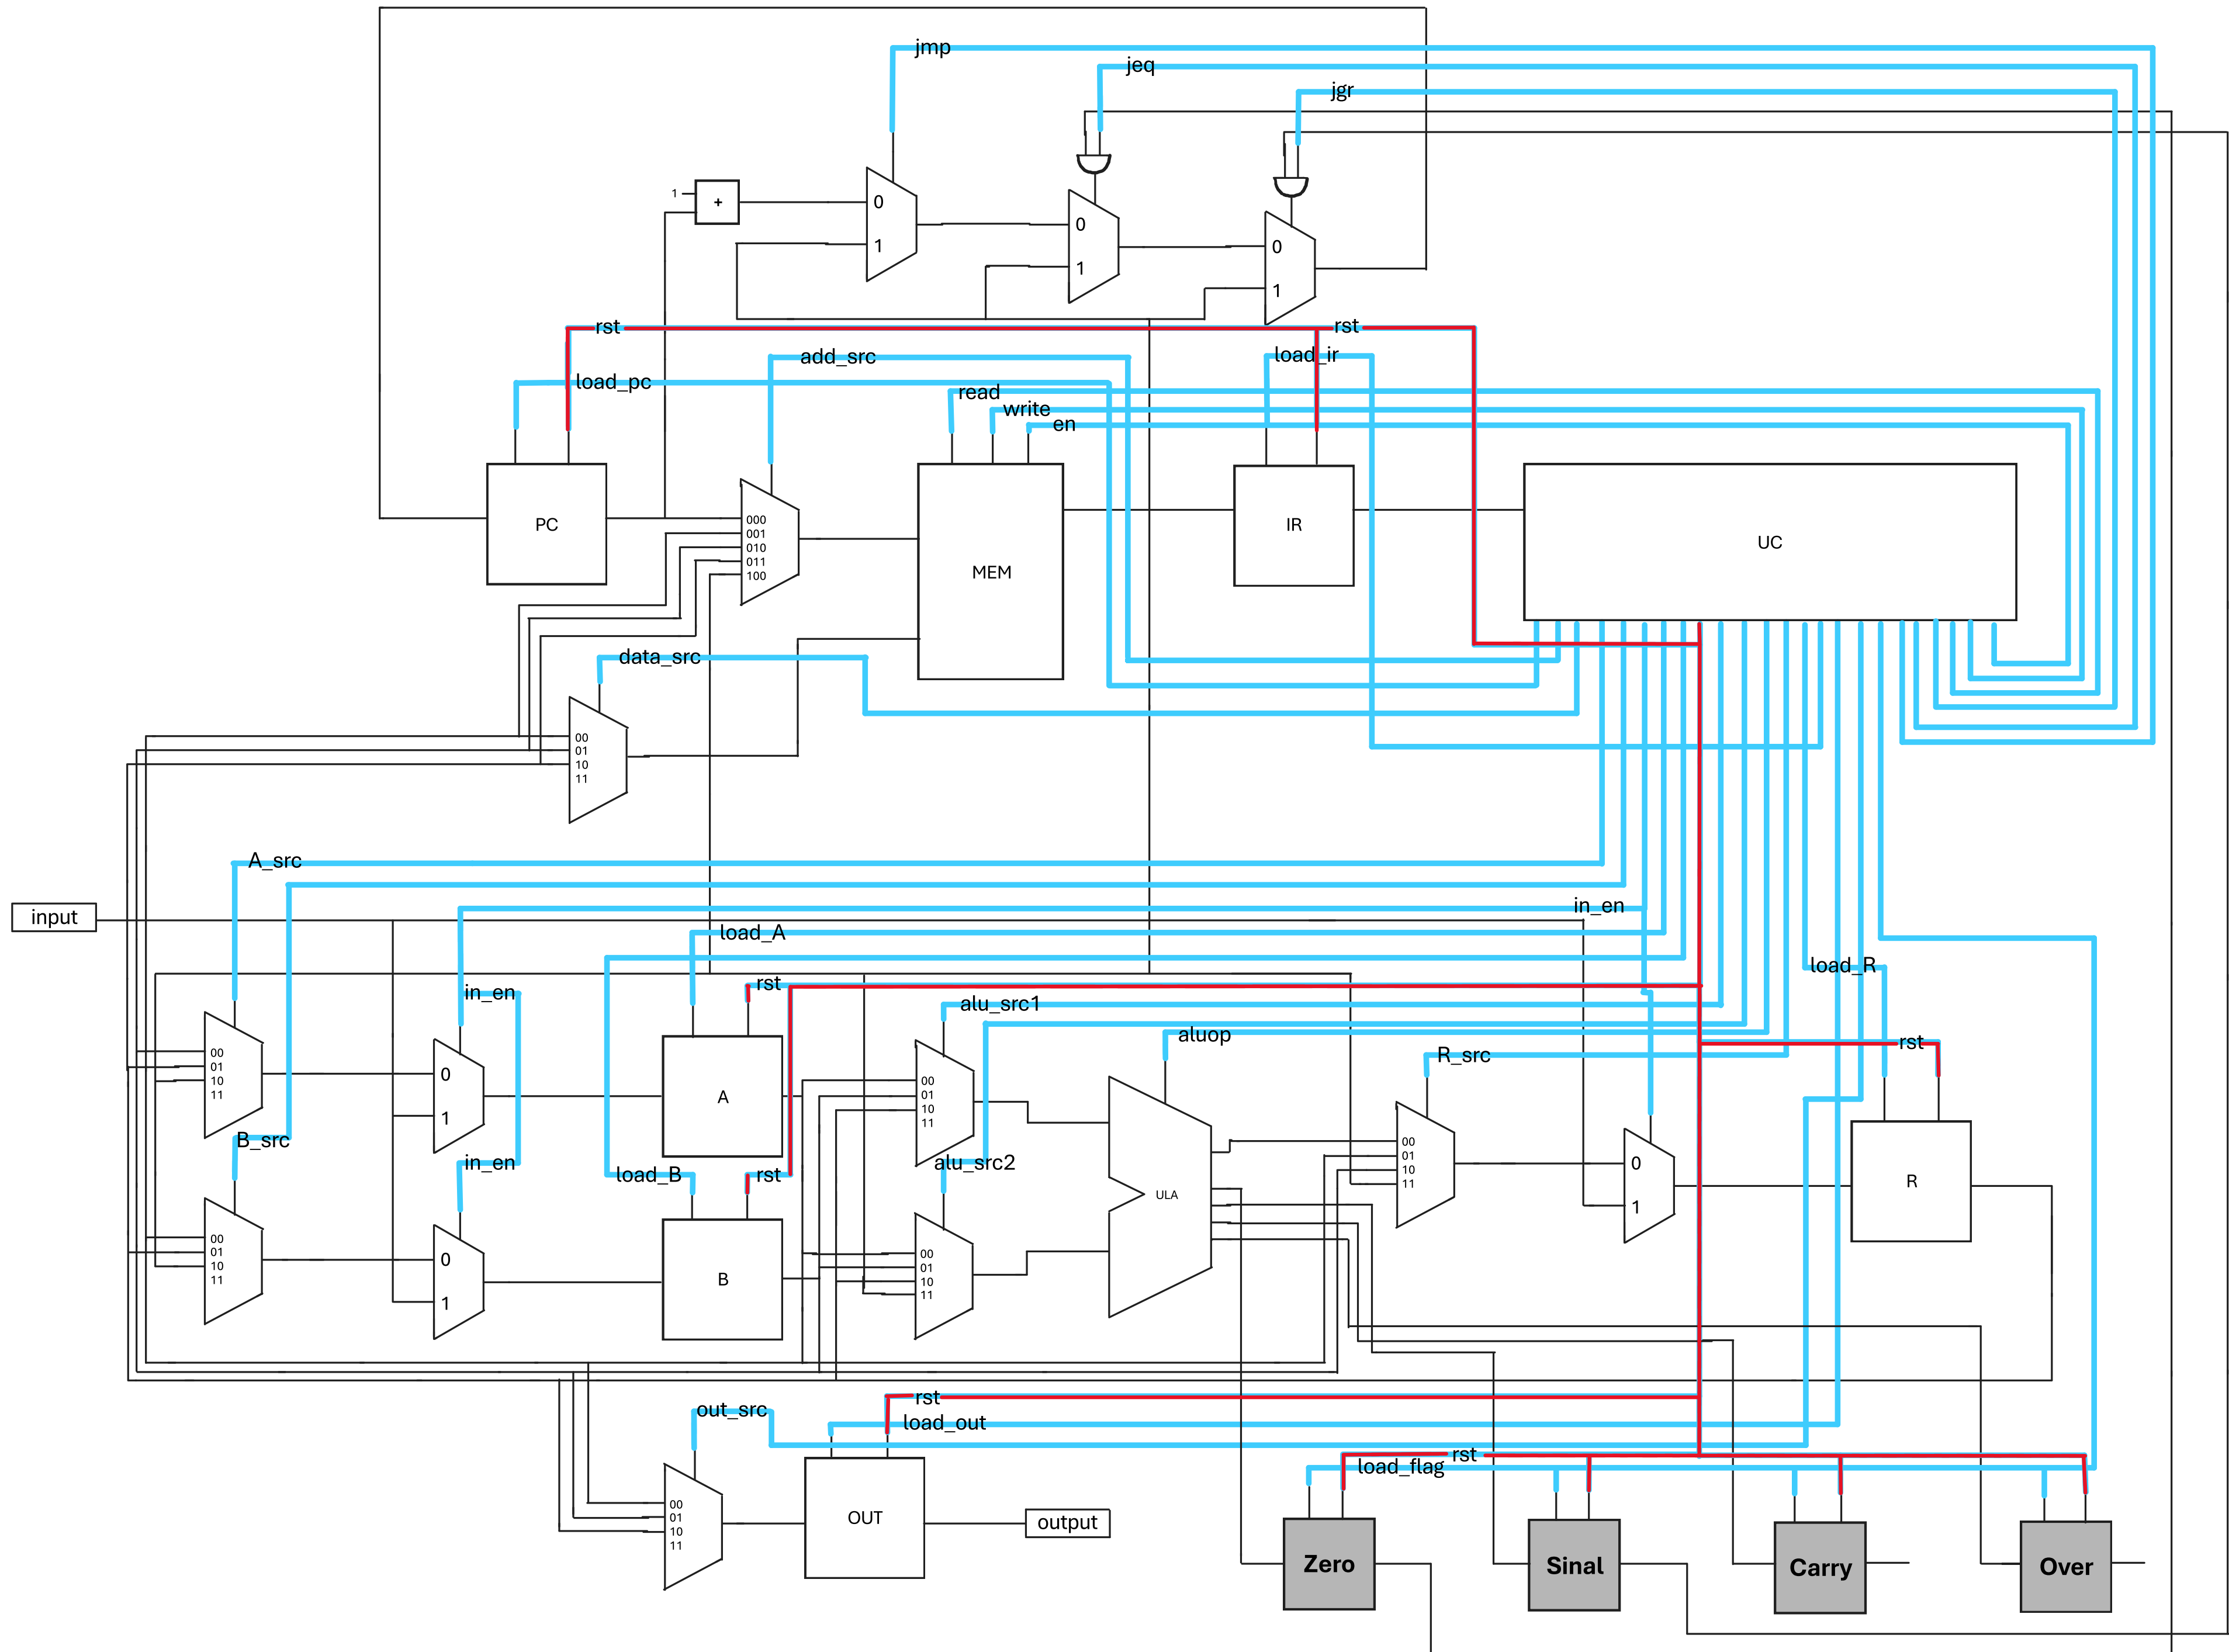 jmp
jeq
jgr
1
+
0
1
0
1
0
1
rst
rst
add_src
load_ir
load_pc
read
write
en
PC
000
001
010
011
100
MEM
IR
UC
data_src
00
01
10
11
A_src
input
in_en
load_A
load_R
in_en
rst
alu_src1
aluop
rst
R_src
00
01
10
11
0
1
A
00
01
10
11
B_src
in_en
load_B
rst
alu_src2
ULA
00
01
10
11
0
1
R
00
01
10
11
0
1
B
00
01
10
11
rst
out_src
load_out
rst
load_flag
00
01
10
11
OUT
output
Zero
Sinal
Carry
Over